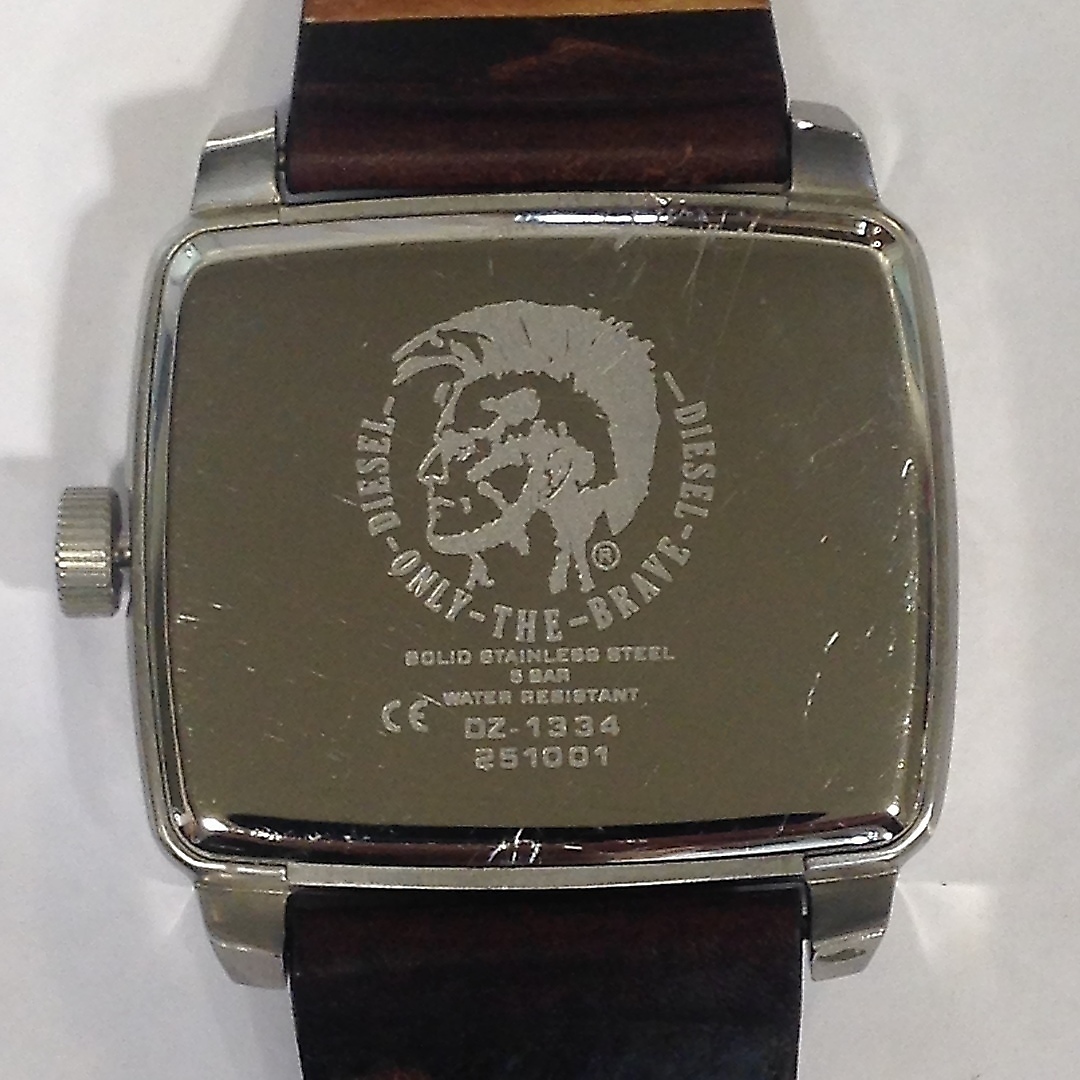 -DIESEL-ONLY-THE-BRAVE-DIESEL-
®
SOLID STAINLESS STEEL
5 BAR
WATER RESISTANT
CE DZ-1334
251001